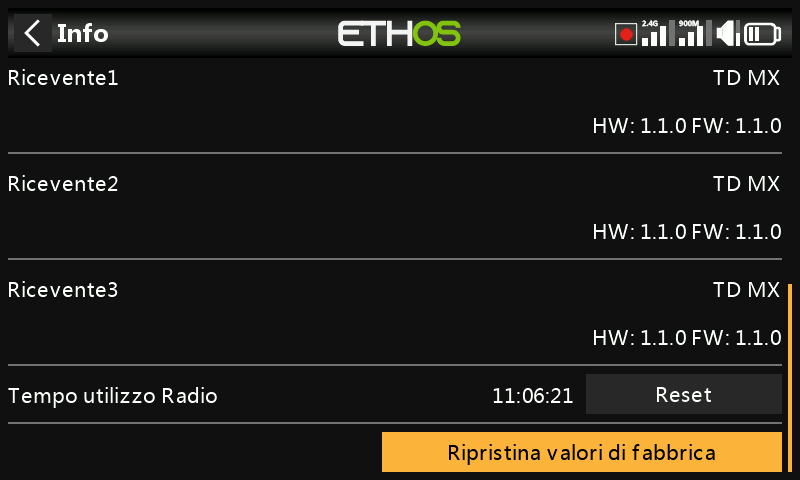 Info
ETHOS
2.4G
900M
Ricevente1
TD MX
HW: 1.1.0 FW: 1.1.0
Ricevente2
TD MX
HW: 1.1.0 FW: 1.1.0
Ricevente3
TD MX
HW: 1.1.0 FW: 1.1.0
Tempo utilizzo Radio
11:06:21
Reset
Ripristina valori di fabbrica